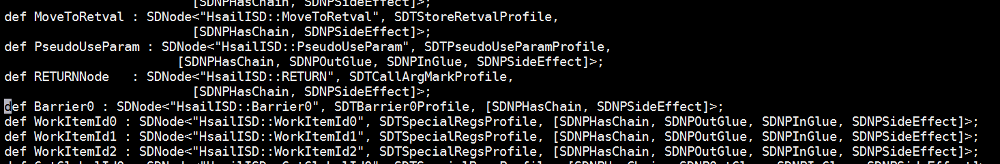 [SDNPHasChain, SDNPSideEffect]>;
def MoveToRetval : SDNode<"HsailISD::MoveToRetval", SDTStoreRetvalProfile,
[SDNPHasChain, SDNPSideEffect]>;
def PseudoUseParam : SDNode<"HsailISD::PseudoUseParam", SDTPseudoUseParamProfile,
[SDNPHasChain, SDNPOutGlue, SDNPInGlue, SDNPSideEffect]>;
def RETURNNode   : SDNode<"HsailISD::RETURN", SDTCallArgMarkProfile,
[SDNPHasChain, SDNPSideEffect]>;
def Barrier0 : SDNode<"HsailISD::Barrier0", SDTBarrier0Profile, [SDNPHasChain, SDNPSideEffect]>;
def WorkItemId0 : SDNode<"HsailISD::WorkItemId0", SDTSpecialRegsProfile, [SDNPHasChain, SDNPOutGlue, SDNPInGlue, SDNPSideEffect]>;
def WorkItemId1 : SDNode<"HsailISD::WorkItemId1", SDTSpecialRegsProfile, [SDNPHasChain, SDNPOutGlue, SDNPInGlue, SDNPSideEffect]>;
def WorkItemId2 : SDNode<"HsailISD::WorkItemId2", SDTSpecialRegsProfile, [SDNPHasChain, SDNPOutGlue, SDNPInGlue, SDNPSideEffect]>;